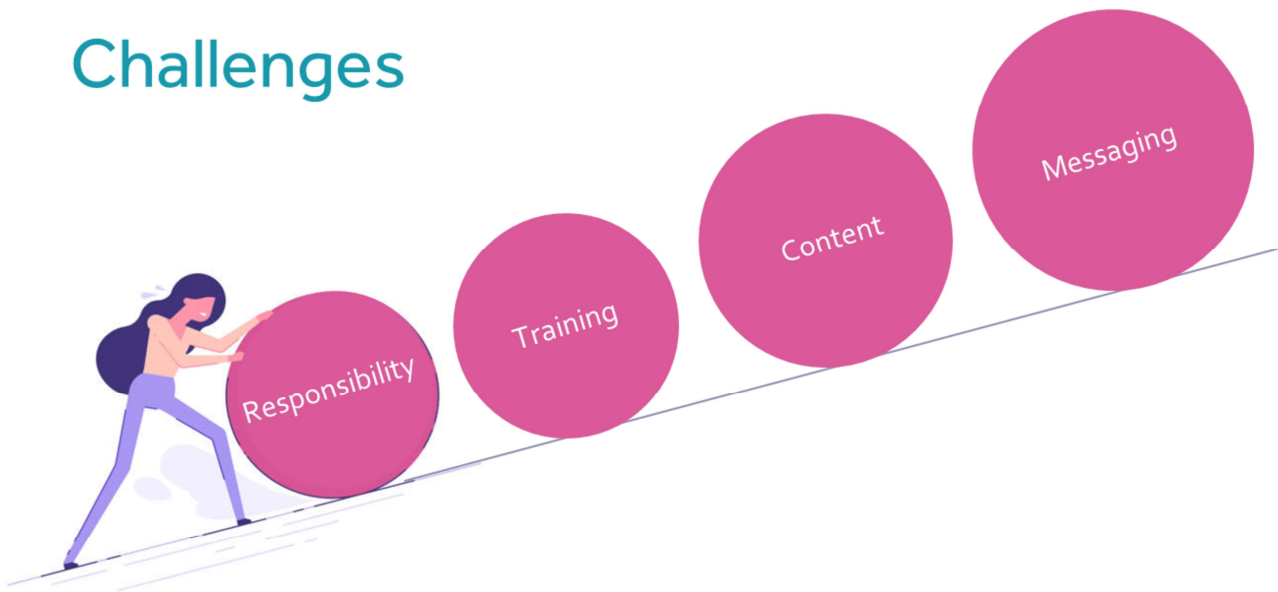 Challenges
Responsibility
Training
Content
Messaging